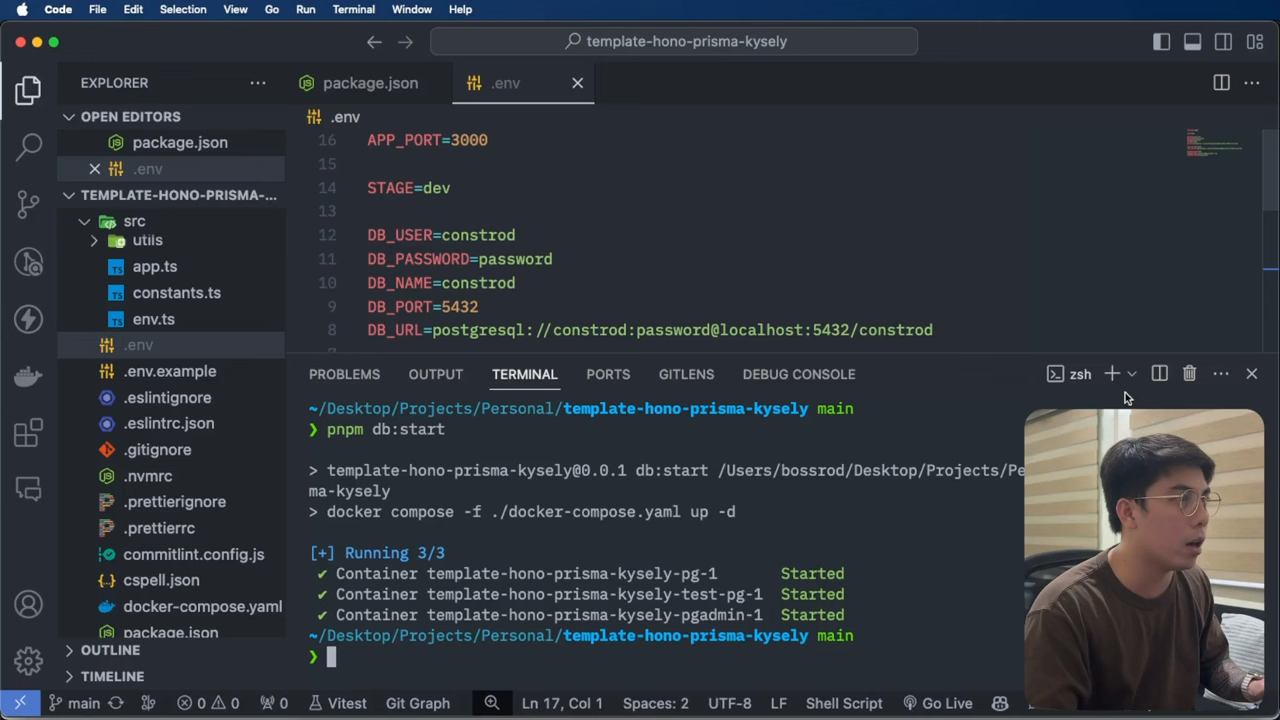 Code File Edit Selection View Go Run Terminal Window Help
template-hono-prisma-kysely
EXPLORER
package.json
.env
OPEN EDITORS
package.json
.env
TEMPLATE-HONO-PRISMA-...
src
utils
app.ts
constants.ts
env.ts
.env
.env.example
.eslintignore
.eslintrc.json
.gitignore
.nvmrc
.prettierignore
.prettierrc
commitlint.config.js
cspell.json
docker-compose.yaml
package.json
OUTLINE
TIMELINE
.env
16 APP_PORT=3000
15
14 STAGE=dev
13
12 DB_USER=constrod
11 DB_PASSWORD=password
10 DB_NAME=constrod
9 DB_PORT=5432
8 DB_URL=postgresql://constrod:password@localhost:5432/constrod
PROBLEMS OUTPUT TERMINAL PORTS GITLENS DEBUG CONSOLE
zsh
~/Desktop/Projects/Personal/template-hono-prisma-kysely main
❯ pnpm db:start
> template-hono-prisma-kysely@0.0.1 db:start /Users/bossrod/Desktop/Projects/Pe
ma-kysely
> docker compose -f ./docker-compose.yaml up -d
[+] Running 3/3
✔ Container template-hono-prisma-kysely-pg-1 Started
✔ Container template-hono-prisma-kysely-test-pg-1 Started
✔ Container template-hono-prisma-kysely-pgadmin-1 Started
~/Desktop/Projects/Personal/template-hono-prisma-kysely main
❯
main 0 0 0 Vitest Git Graph Ln 17, Col 1 Spaces: 2 UTF-8 LF Shell Script Go Live